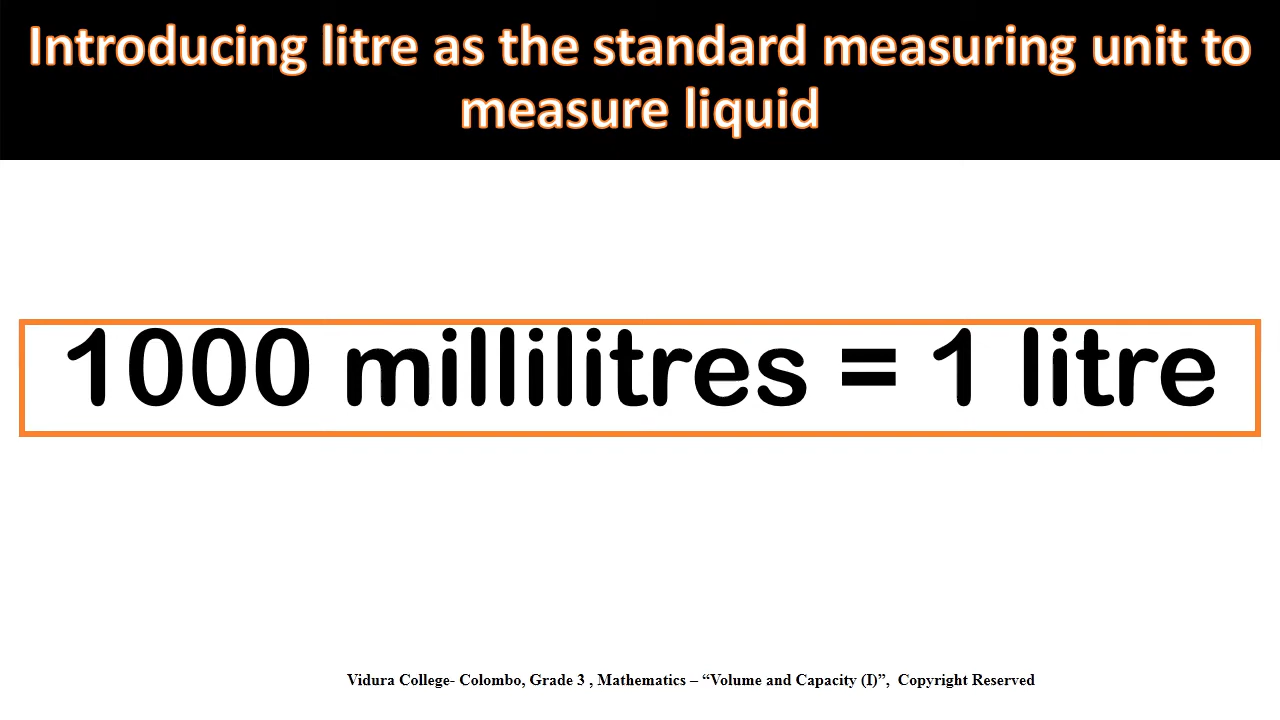 Introducing litre as the standard measuring unit to
measure liquid
1000 millilitres = 1 litre
Vidura College- Colombo, Grade 3 , Mathematics – “Volume and Capacity (I)”,  Copyright Reserved